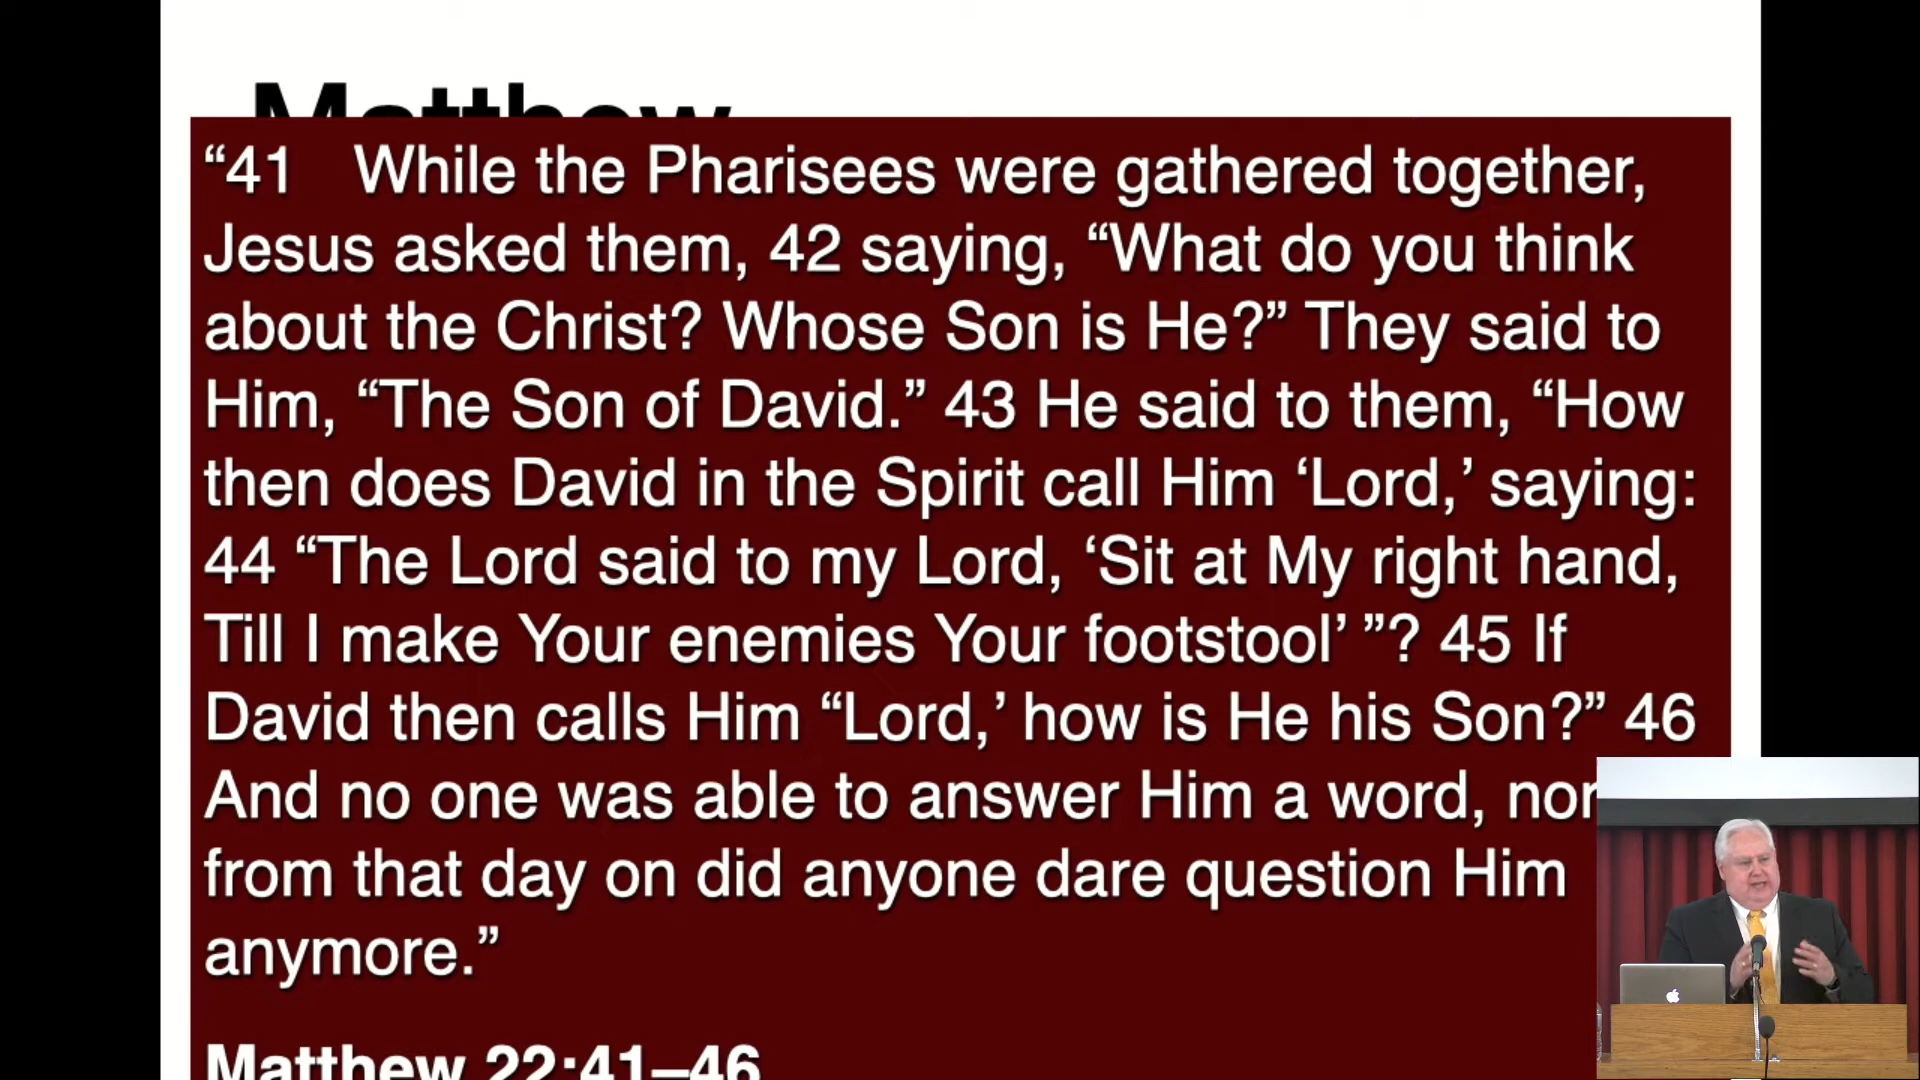 Matthew
“41 While the Pharisees were gathered together,
Jesus asked them, 42 saying, “What do you think
about the Christ? Whose Son is He?” They said to
Him, “The Son of David.” 43 He said to them, “How
then does David in the Spirit call Him ‘Lord,’ saying:
44 “The Lord said to my Lord, ‘Sit at My right hand,
Till I make Your enemies Your footstool’ ”? 45 If
David then calls Him “Lord,’ how is He his Son?” 46
And no one was able to answer Him a word, nor
from that day on did anyone dare question Him
anymore.”
Matthew 22:41–46